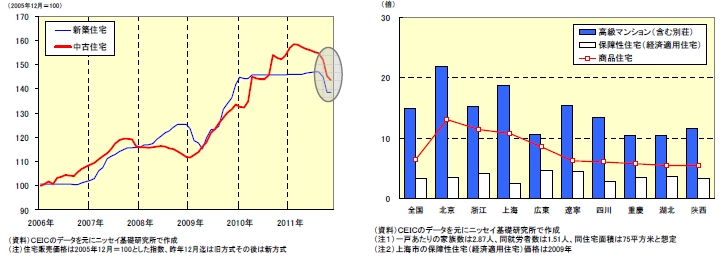 (2005年12月＝100)
170
160
150
140
130
120
110
100
90
新築住宅
中古住宅
2006年 2007年 2008年 2009年 2010年 2011年
(資料)CEICのデータを元にニッセイ基礎研究所で作成
(注)住宅販売価格は2005年12月＝100とした指数、昨年12月迄は旧方式その後は新方式
(倍)
30
20
10
0
高級マンション(含む別荘)
保障性住宅(経済適用住宅)
商品住宅
全国 北京 浙江 上海 広東 遼寧 四川 重慶 湖北 陝西
(資料)CEICのデータを元にニッセイ基礎研究所で作成
(注1)一戸あたりの家族数は2.87人、同就労者数は1.51人、同住宅面積は75平方米と想定
(注2)上海市の保障性住宅(経済適用住宅)価格は2009年